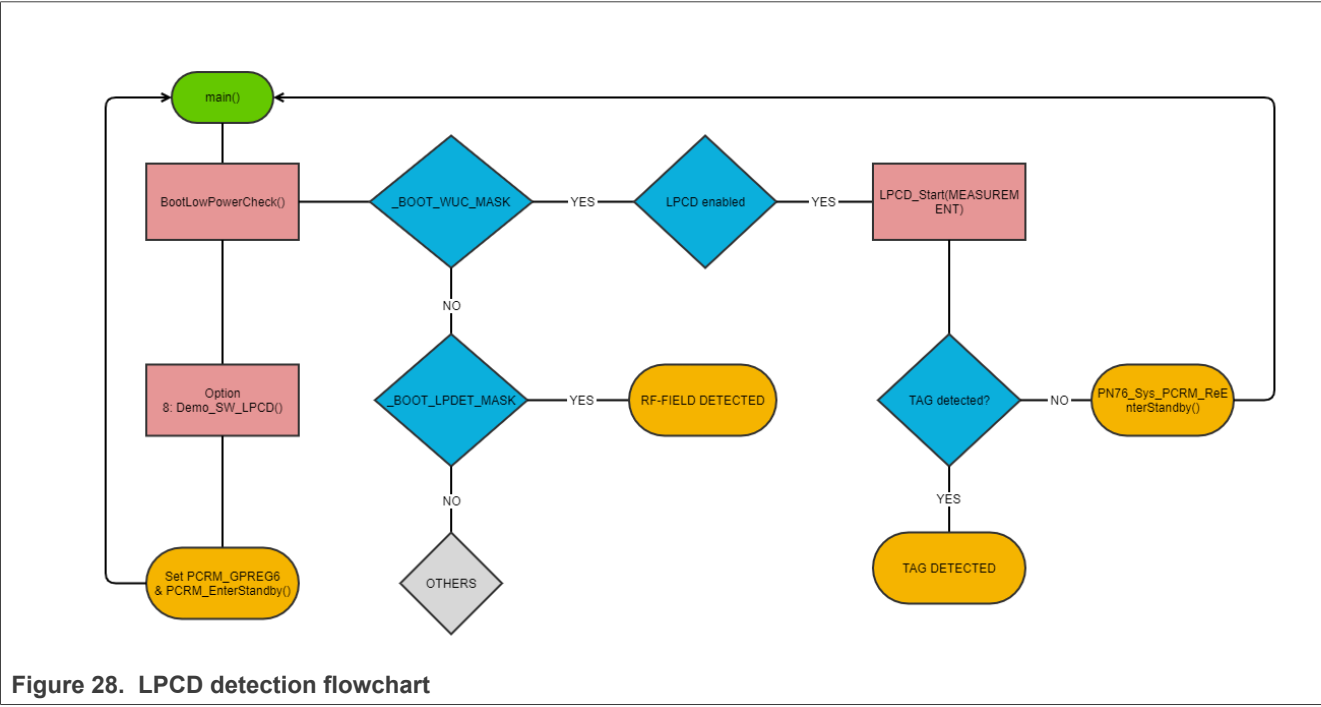 main()
BootLowPowerCheck()
_BOOT_WUC_MASK
YES
LPCD enabled
YES
LPCD_Start(MEASUREM
ENT)
NO
Option
8: Demo_SW_LPCD()
_BOOT_LPDET_MASK
YES
RF-FIELD DETECTED
TAG detected?
NO
PN76_Sys_PCRM_ReE
nterStandby()
NO
YES
Set PCRM_GPREG6
& PCRM_EnterStandby()
OTHERS
TAG DETECTED
Figure 28. LPCD detection flowchart